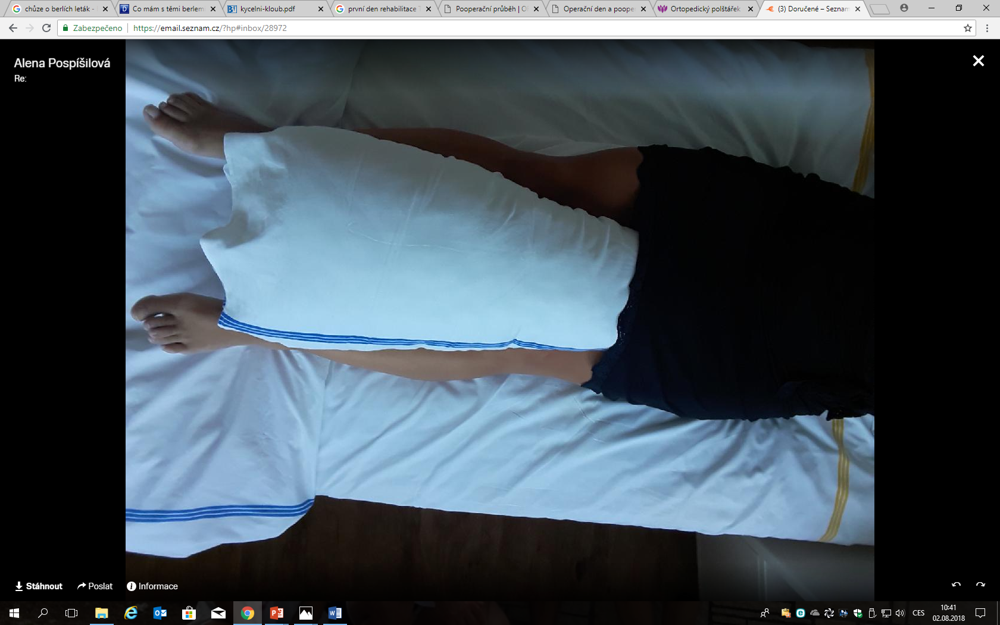 chůze o berlích leták -
Co mám s těmi berlemi
kycelni-kloub.pdf
první den rehabilitace T
Pooperační průběh | O
Operační den a poope
Ortopedický polštářek
(3) Doručené – Seznam
Zabezpečeno
https://email.seznam.cz/?hp#inbox/28972
Alena Pospíšilová
Re:
Stáhnout
Poslat
Informace
CES
10:41
02.08.2018